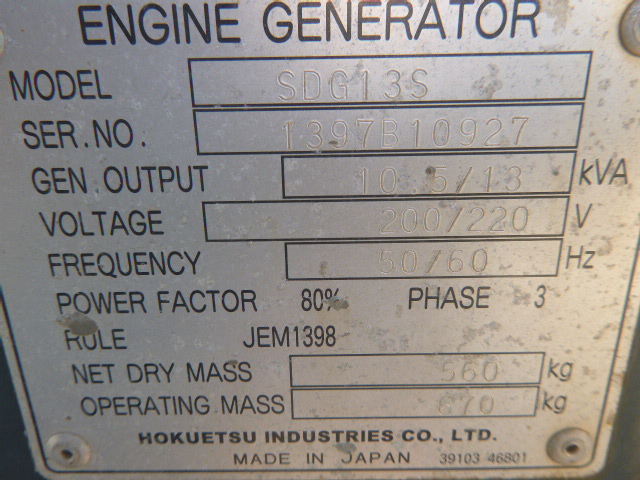 ENGINE GENERATOR
MODEL SDG13S
SER.NO. 1397B10927
GEN.OUTPUT 10.5/13 kVA
VOLTAGE 200/220 V
FREQUENCY 50/60 Hz
POWER FACTOR 80% PHASE 3
RULE JEM1398
NET DRY MASS 560 kg
OPERATING MASS 670 kg
HOKUETSU INDUSTRIES CO., LTD.
MADE IN JAPAN 39103 46801